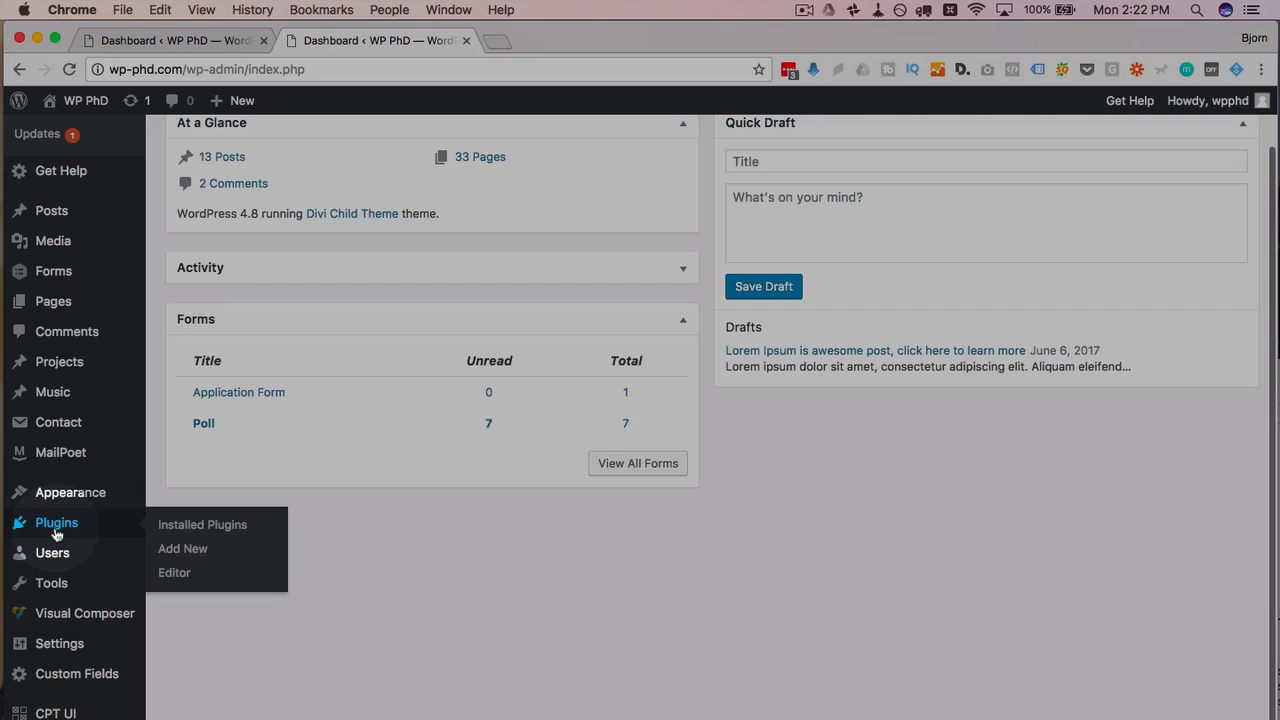 Chrome File Edit View History Bookmarks People Window Help 100% Mon 2:22 PM
Dashboard ‹ WP PhD — WordP Dashboard ‹ WP PhD — WordP Bjorn
wp-phd.com/wp-admin/index.php
WP PhD 1 0 New Get Help Howdy, wpphd
Updates 1
Get Help
Posts
Media
Forms
Pages
Comments
Projects
Music
Contact
MailPoet
Appearance
Plugins
Users
Tools
Visual Composer
Settings
Custom Fields
CPT UI
Installed Plugins
Add New
Editor
At a Glance
13 Posts 33 Pages
2 Comments
WordPress 4.8 running Divi Child Theme theme.
Activity
Forms
Title Unread Total
Application Form 0 1
Poll 7 7
View All Forms
Quick Draft
Title
What's on your mind?
Save Draft
Drafts
Lorem Ipsum is awesome post, click here to learn more June 6, 2017
Lorem ipsum dolor sit amet, consectetur adipiscing elit. Aliquam eleifend...